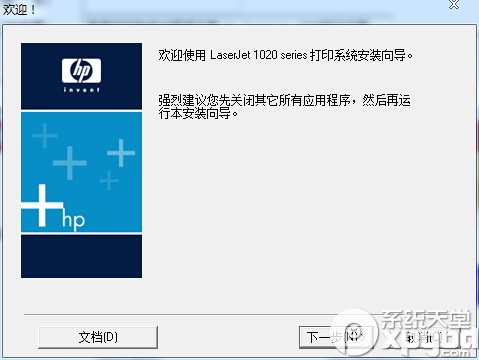 欢迎！
hp
invent
欢迎使用 LaserJet 1020 series 打印系统安装向导。
强烈建议您先关闭其它所有应用程序，然后再运
行本安装向导。
hp
文档(D)
下一步(N)>
取消(C)
系统天堂